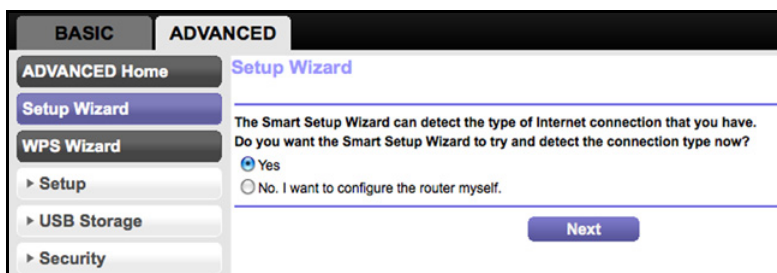 BASIC
ADVANCED
ADVANCED Home
Setup Wizard
WPS Wizard
Setup
USB Storage
Security
Setup Wizard
The Smart Setup Wizard can detect the type of Internet connection that you have.
Do you want the Smart Setup Wizard to try and detect the connection type now?
Yes
No. I want to configure the router myself.
Next